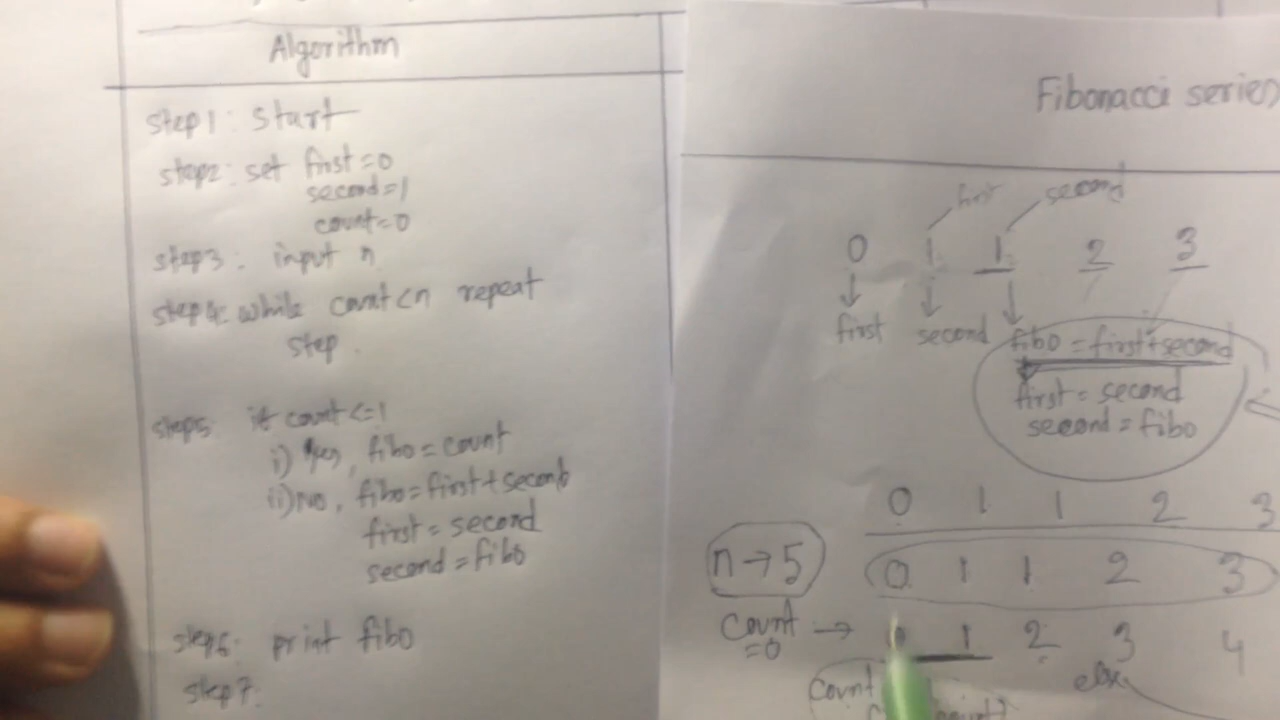 Algorithm
step1: start
step2: set first=0
second=1
count=0
step3: input n
step4: while count<n repeat
step
step5 if count<=1
i) Yes, fibo=count
ii) No, fibo=first+second
first=second
second=fibo
step6: print fibo
step7:
Fibonacci series
first second
0 1 1 2 3
first second fibo=first+second
first=second
second=fibo
0 1 1 2 3
n→5 0 1 1 2 3
count → 1 2 3 4
=0
count else